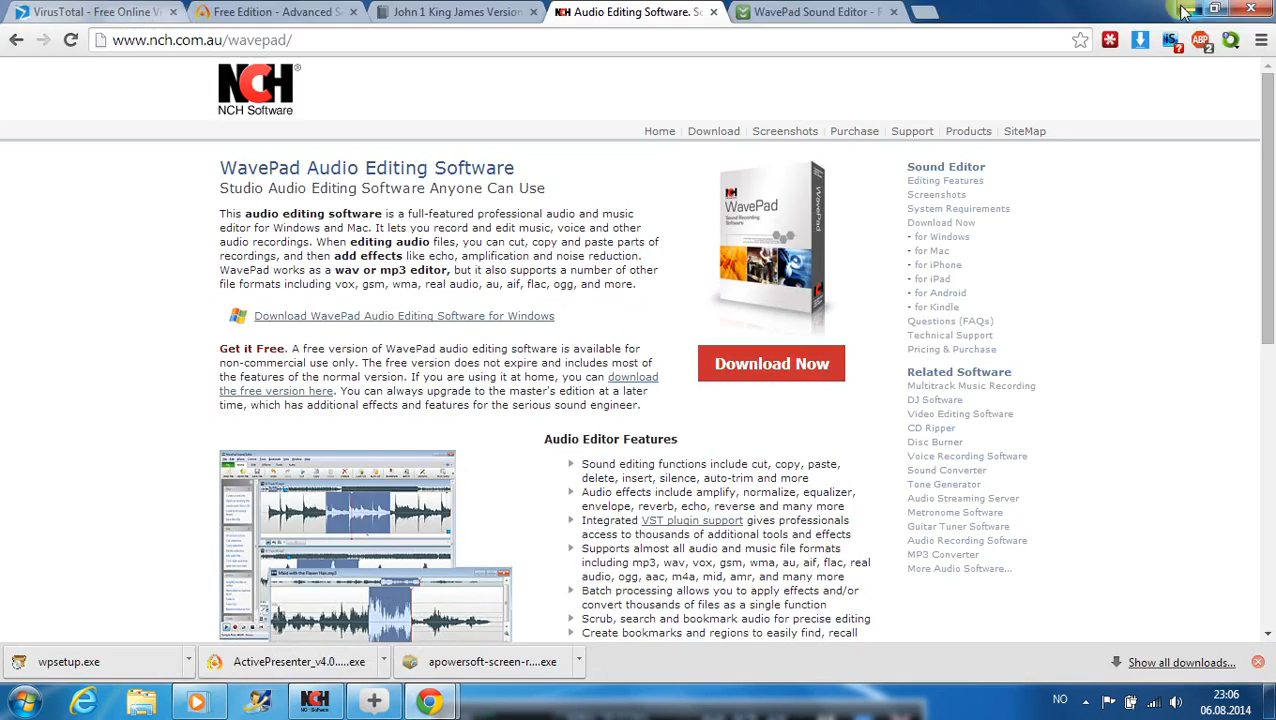 VirusTotal - Free Online V
Free Edition - Advanced S
John 1 King James Version
NCH Audio Editing Software. So
WavePad Sound Editor - F
www.nch.com.au/wavepad/
NCH®
NCH Software
Home | Download | Screenshots | Purchase | Support | Products | SiteMap
WavePad Audio Editing Software
Studio Audio Editing Software Anyone Can Use
This audio editing software is a full-featured professional audio and music
editor for Windows and Mac. It lets you record and edit music, voice and other
audio recordings. When editing audio files, you can cut, copy and paste parts of
recordings, and then add effects like echo, amplification and noise reduction.
WavePad works as a wav or mp3 editor, but it also supports a number of other
file formats including vox, gsm, wma, real audio, au, aif, flac, ogg, and more.
Download WavePad Audio Editing Software for Windows
Get it Free. A free version of WavePad audio editing software is available for
non-commercial use only. The free version does not expire and includes most of
the features of the normal version. If you are using it at home, you can download
the free version here. You can always upgrade to the master's edition at a later
time, which has additional effects and features for the serious sound engineer.
NCH
WavePad
Sound Recording
Software
WavePad
Download Now
Audio Editor Features
Sound editing functions include cut, copy, paste,
delete, insert, silence, auto-trim and more
Audio effects include amplify, normalize, equalizer,
envelope, reverb, echo, reverse and many more
Integrated VST plugin support gives professionals
access to thousands of additional tools and effects
Supports almost all audio and music file formats
including mp3, wav, vox, gsm, wma, au, aif, flac, real
audio, ogg, aac, m4a, mid, amr, and many more
Batch processing allows you to apply effects and/or
convert thousands of files as a single function
Scrub, search and bookmark audio for precise editing
Create bookmarks and regions to easily find, recall
Sound Editor
Editing Features
Screenshots
System Requirements
Download Now
- for Windows
- for Mac
- for iPhone
- for iPad
- for Android
- for Kindle
Questions (FAQs)
Technical Support
Pricing & Purchase
Related Software
Multitrack Music Recording
DJ Software
Video Editing Software
CD Ripper
Disc Burner
Voice Recording Software
Sound Converter
Tone Generator
Audio Streaming Server
Metronome Software
Guitar Tuner Software
Audio Recording Software
MP3 Converter
More Audio Software...
wpsetup.exe
ActivePresenter_v4.0.....exe
apowersoft-screen-r....exe
Show all downloads...
NO
23:06
06.08.2014